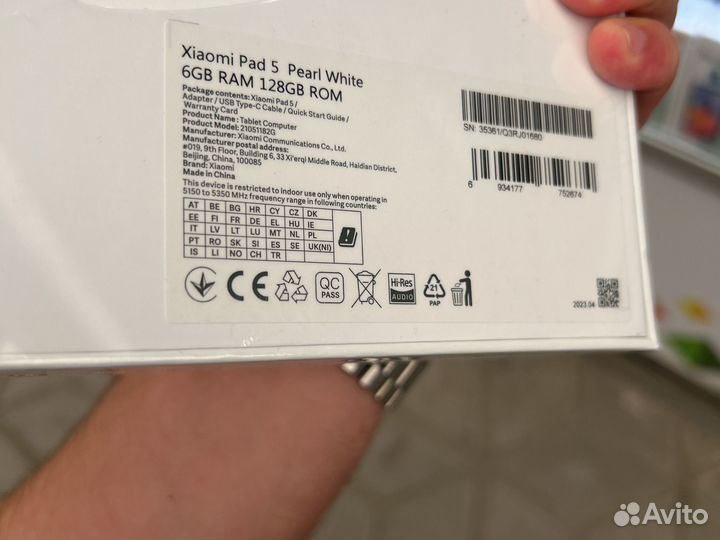 Xiaomi Pad 5 Pearl White
6GB RAM 128GB ROM
Package contents: Xiaomi Pad 5 /
Adapter / USB Type-C Cable / Quick Start Guide /
Warranty Card
Product Name: Tablet Computer
Product Model: 21051182G
Manufacturer: Xiaomi Communications Co., Ltd.
Manufacturer postal address:
#019, 9th Floor, Building 6, 33 Xi'erqi Middle Road, Haidian District,
Beijing, China, 100085
Brand: Xiaomi
Made in China
This device is restricted to indoor use only when operating in
5150 to 5350 MHz frequency range in following countries:
AT BE BG HR CY CZ DK
EE FI FR DE EL HU IE
IT LV LT LU MT NL PL
PT RO SK SI ES SE UK(NI)
IS LI NO CH TR
SN: 35361/Q3RJ01680
6 934177 752674
CE
QC
PASS
Hi-Res
AUDIO
21
PAP
2023.04
Avito